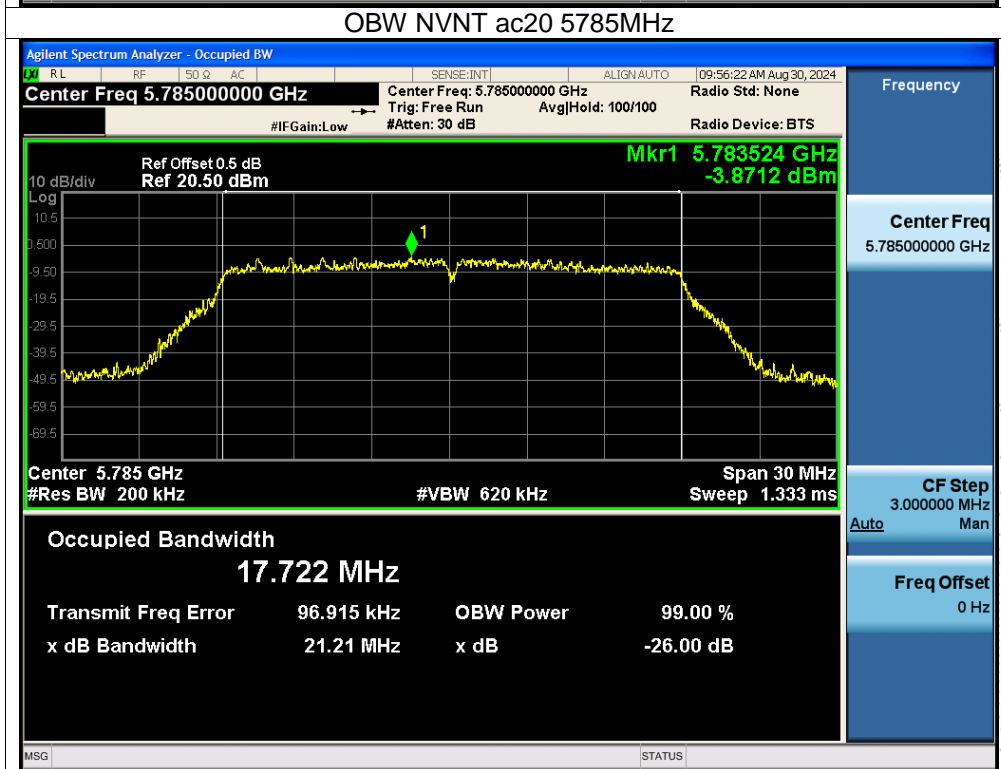 OBW NVNT ac20 5785MHz
Agilent Spectrum Analyzer - Occupied BW
LXI RL RF 50 Ω AC SENSE:INT ALIGN AUTO 09:56:22 AM Aug 30, 2024
Center Freq 5.785000000 GHz
Center Freq: 5.785000000 GHz Radio Std: None
Trig: Free Run Avg|Hold: 100/100
#IFGain:Low #Atten: 30 dB Radio Device: BTS
Frequency
Mkr1 5.783524 GHz
-3.8712 dBm
Ref Offset 0.5 dB
10 dB/div Ref 20.50 dBm
Log
10.5
0.500
-9.50
-19.5
-29.5
-39.5
-49.5
-59.5
-69.5
1
Center 5.785 GHz Span 30 MHz
#Res BW 200 kHz #VBW 620 kHz Sweep 1.333 ms
Center Freq
5.785000000 GHz
CF Step
3.000000 MHz
Auto Man
Freq Offset
0 Hz
Occupied Bandwidth
17.722 MHz
Transmit Freq Error 96.915 kHz OBW Power 99.00 %
x dB Bandwidth 21.21 MHz x dB -26.00 dB
MSG STATUS